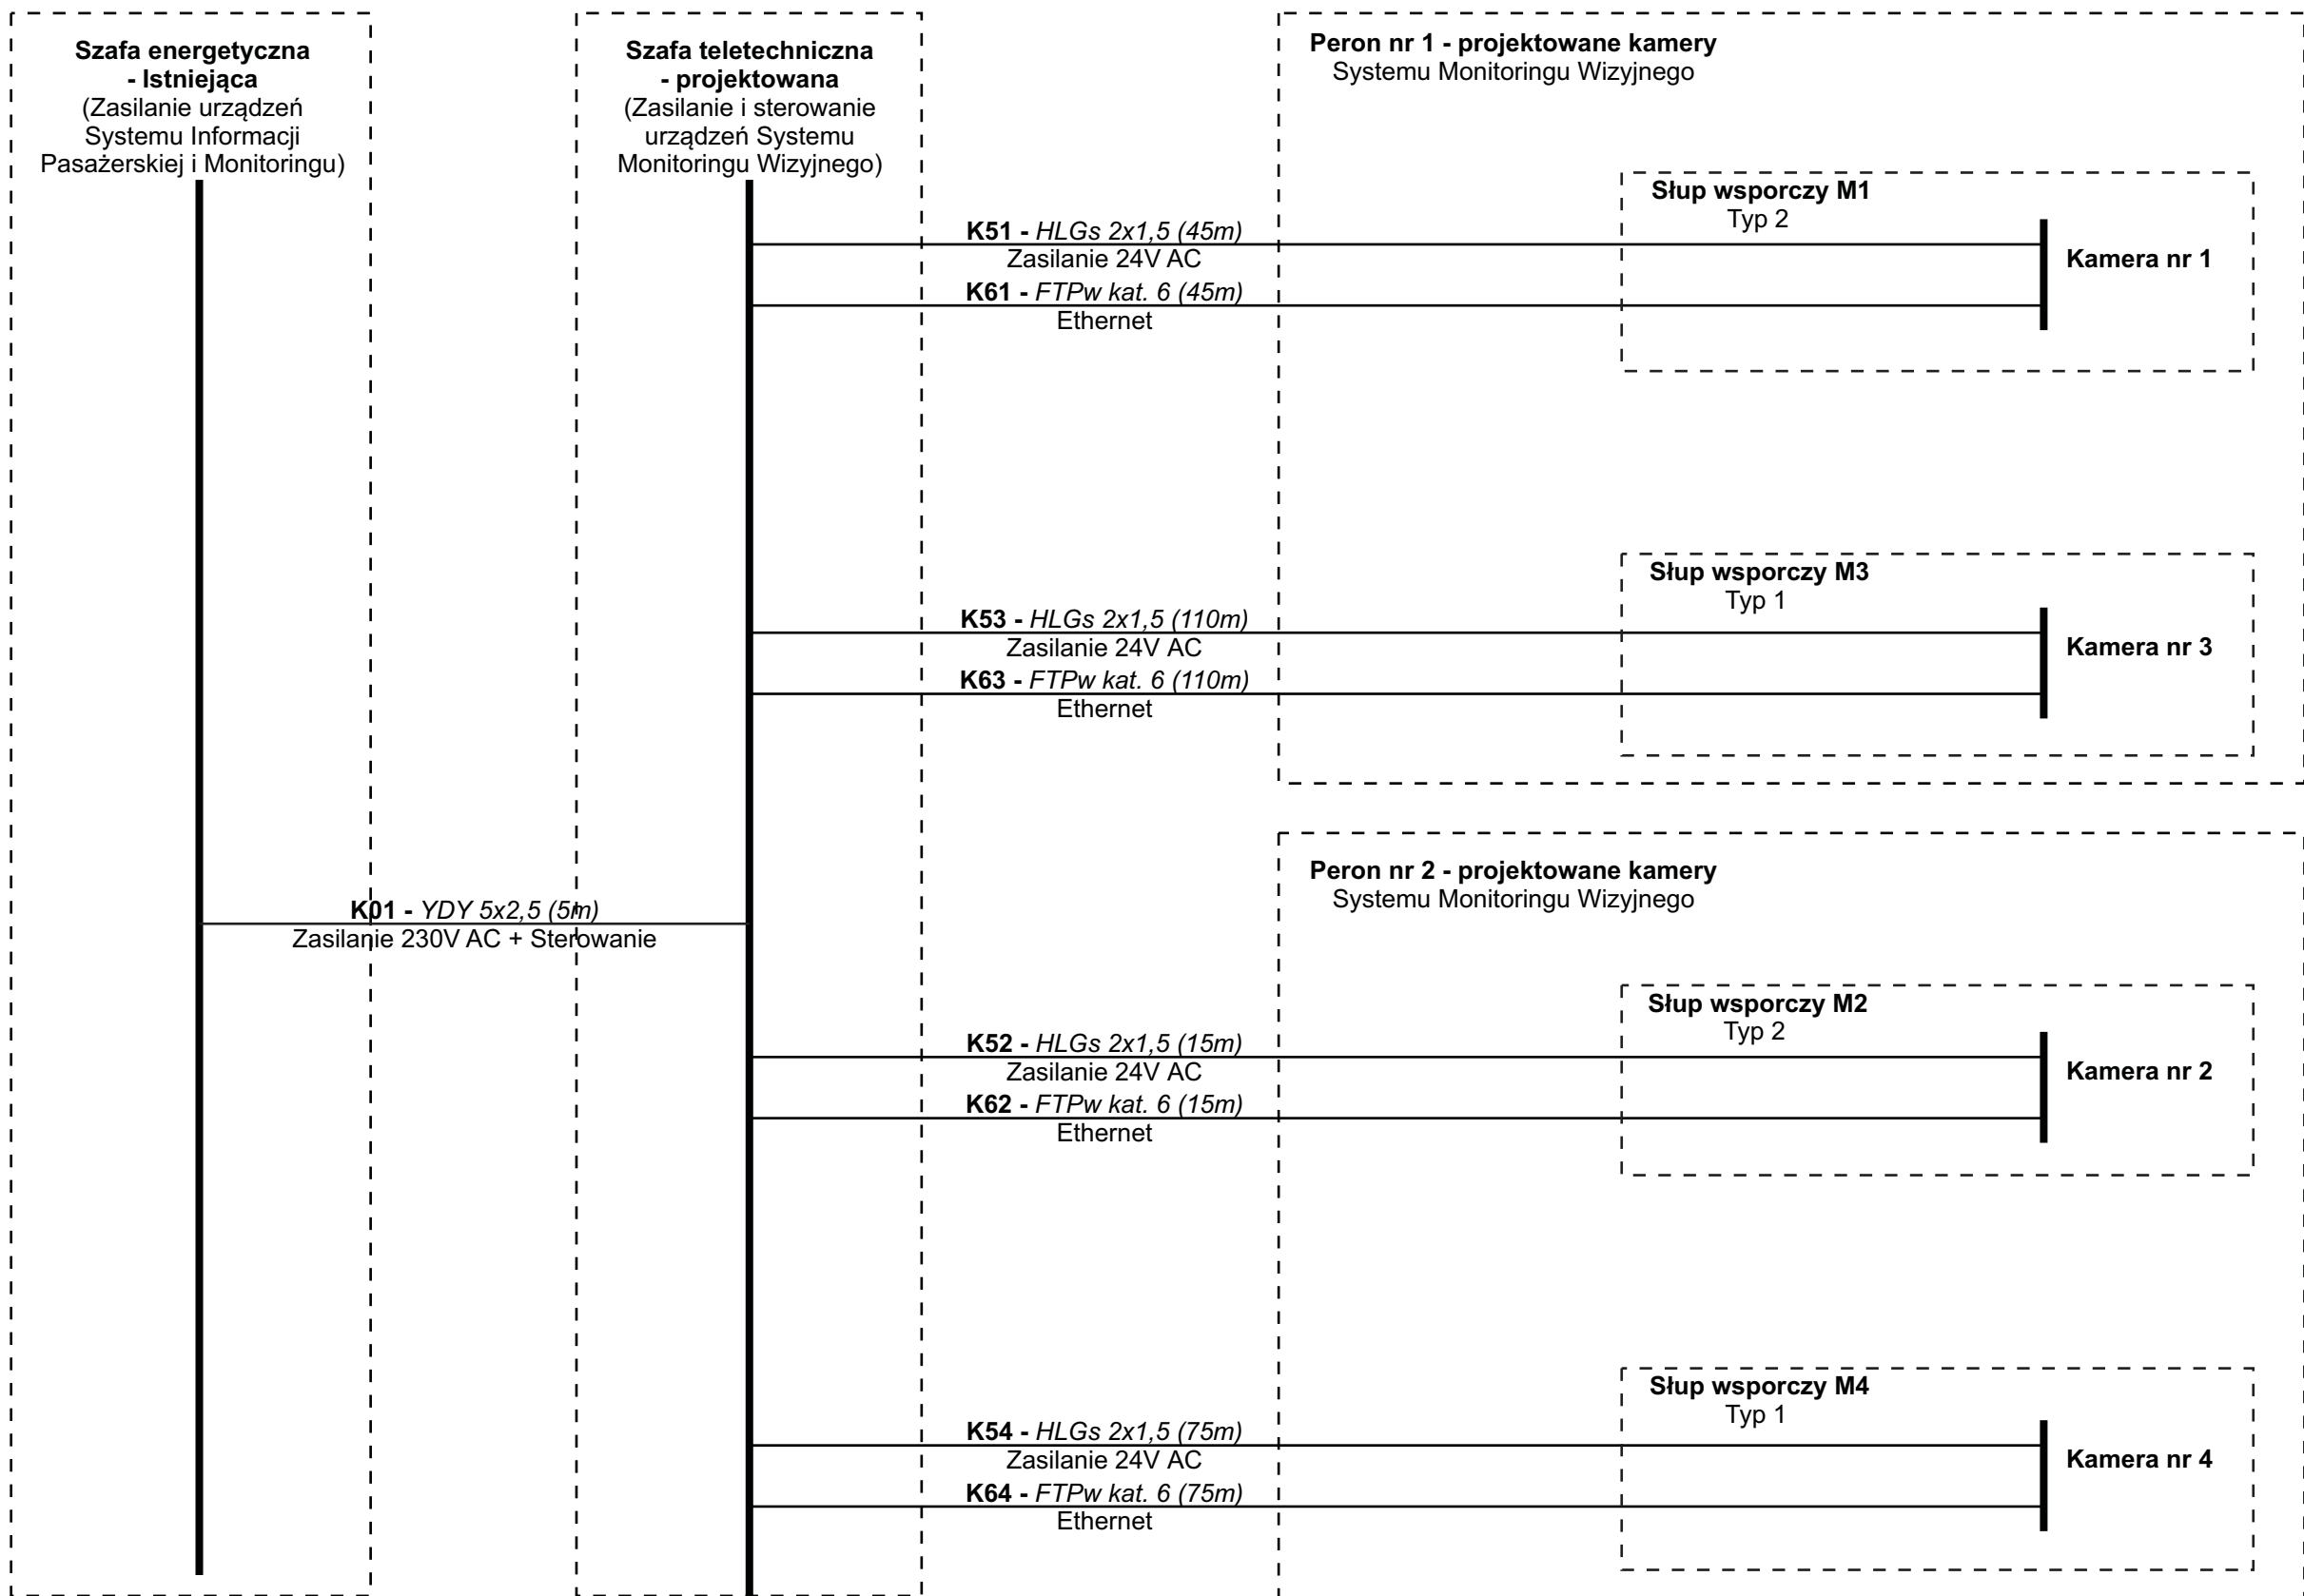 Szafa energetyczna
- Istniejąca
(Zasilanie urządzeń
Systemu Informacji
Pasażerskiej i Monitoringu)
Szafa teletechniczna
- projektowana
(Zasilanie i sterowanie
urządzeń Systemu
Monitoringu Wizyjnego)
Peron nr 1 - projektowane kamery
Systemu Monitoringu Wizyjnego
Słup wsporczy M1
Typ 2
K51 - HLGs 2x1,5 (45m)
Zasilanie 24V AC
Kamera nr 1
K61 - FTPw kat. 6 (45m)
Ethernet
Słup wsporczy M3
Typ 1
K53 - HLGs 2x1,5 (110m)
Zasilanie 24V AC
Kamera nr 3
K63 - FTPw kat. 6 (110m)
Ethernet
Peron nr 2 - projektowane kamery
Systemu Monitoringu Wizyjnego
K01 - YDY 5x2,5 (5m)
Zasilanie 230V AC + Sterowanie
Słup wsporczy M2
Typ 2
K52 - HLGs 2x1,5 (15m)
Zasilanie 24V AC
Kamera nr 2
K62 - FTPw kat. 6 (15m)
Ethernet
Słup wsporczy M4
Typ 1
K54 - HLGs 2x1,5 (75m)
Zasilanie 24V AC
Kamera nr 4
K64 - FTPw kat. 6 (75m)
Ethernet